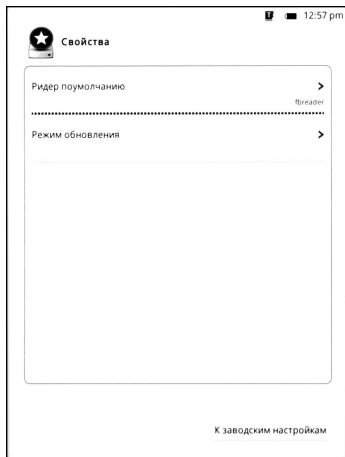 12:57 pm
Свойства
Ридер поумолчанию
fbreader
Режим обновления
К заводским настройкам